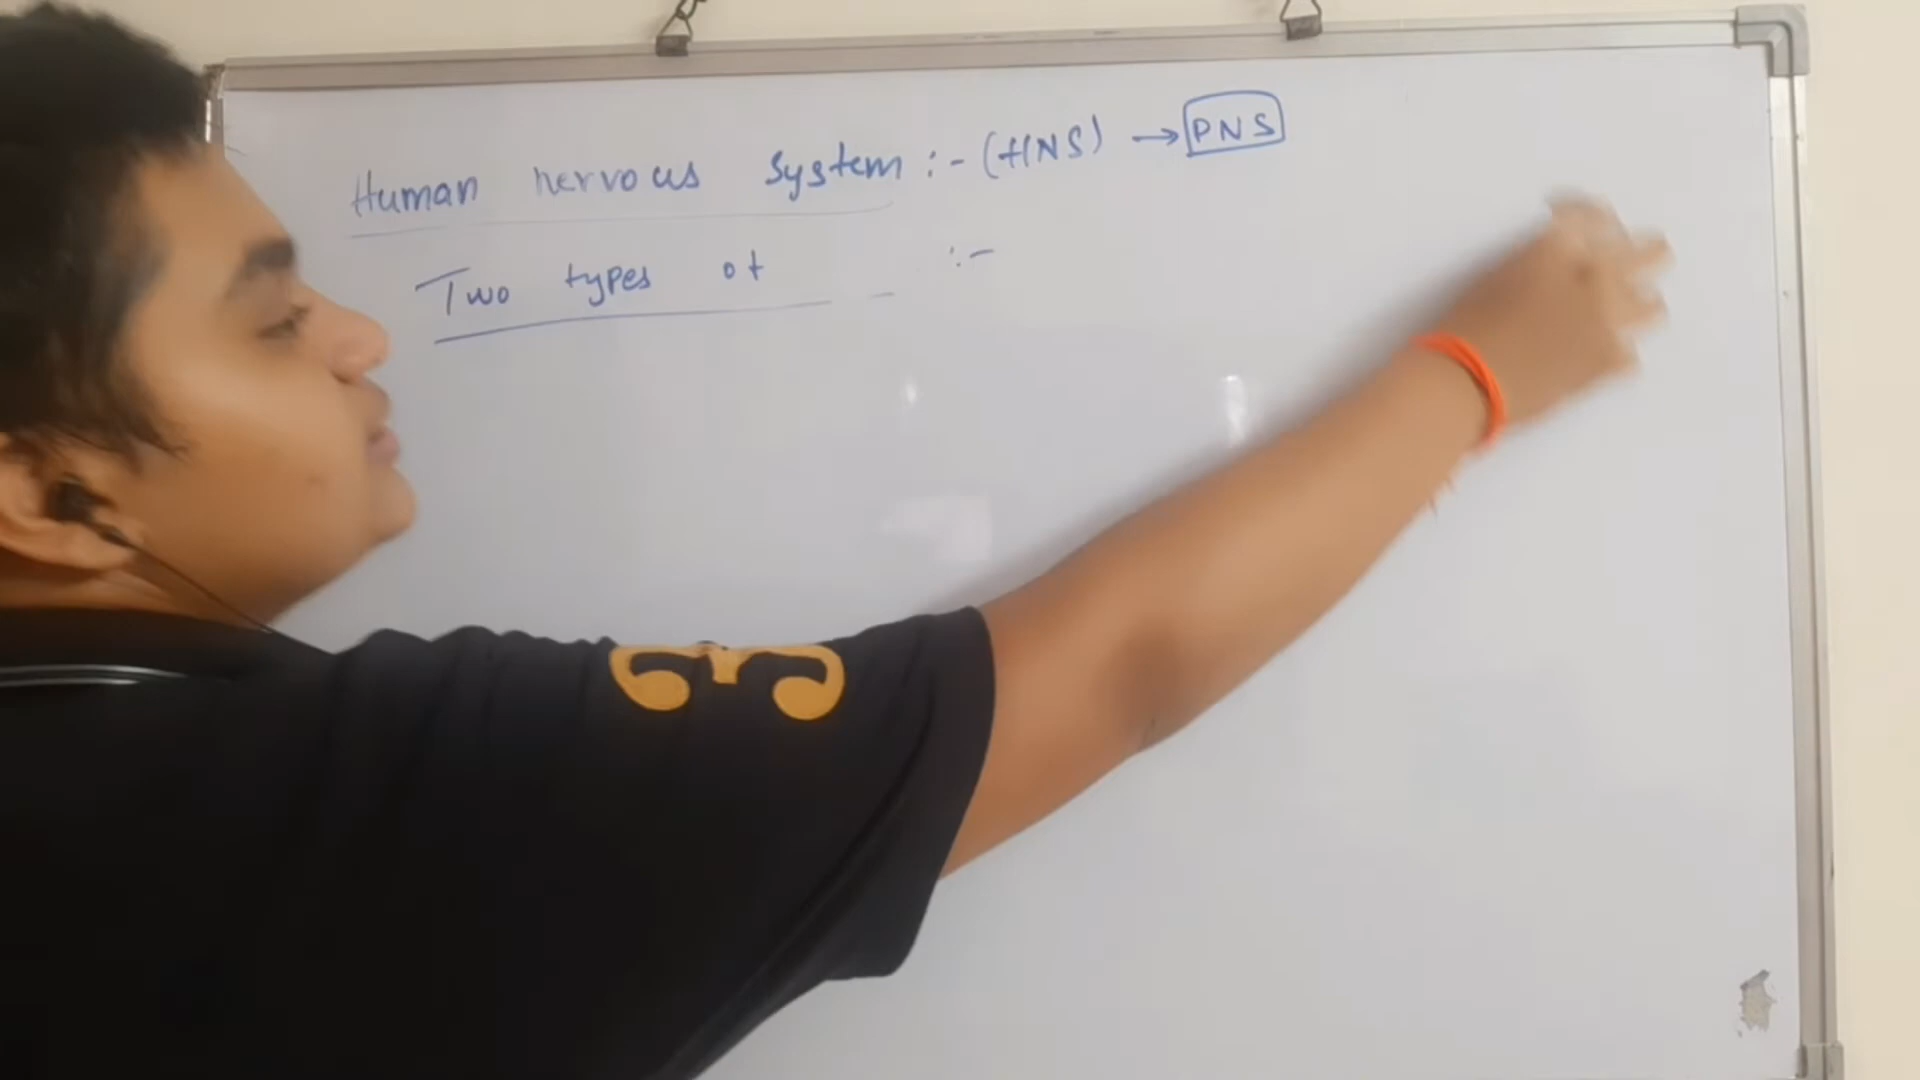 Human nervous System :- (HNS) → PNS
Two types of :-